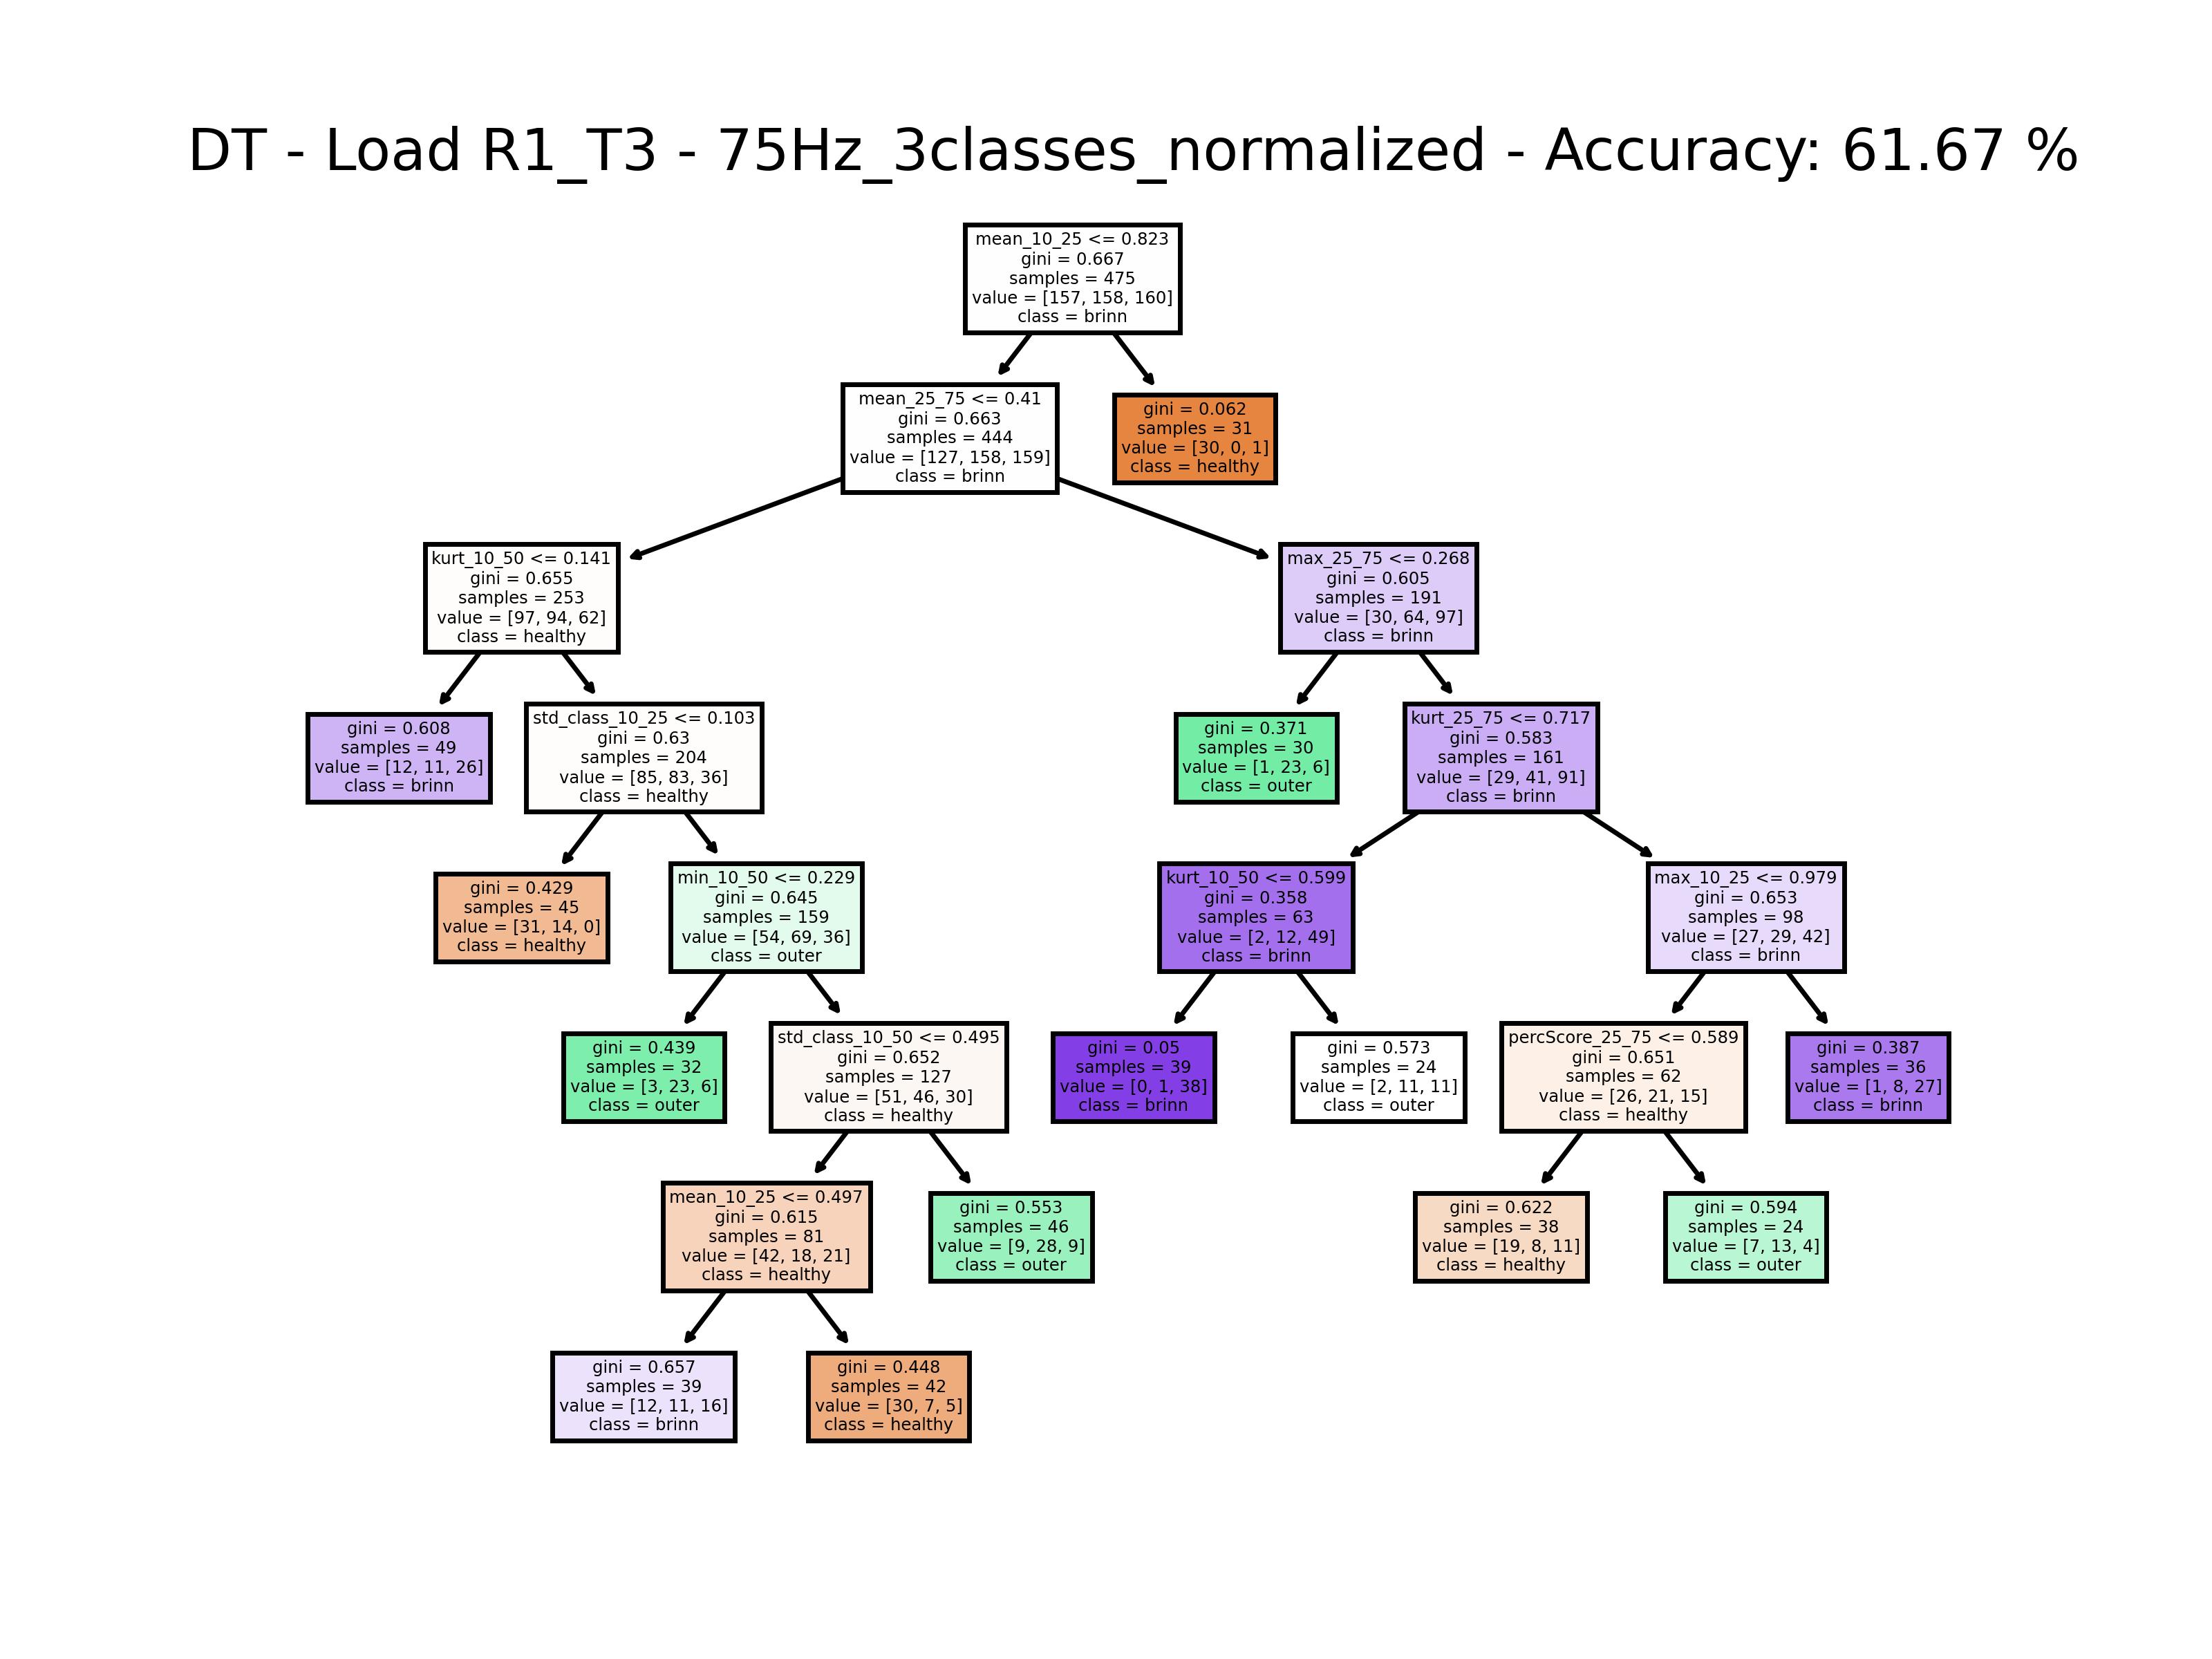 DT - Load R1_T3 - 75Hz_3classes_normalized - Accuracy: 61.67 %
mean_10_25 <= 0.823
gini = 0.667
samples = 475
value = [157, 158, 160]
class = brinn
mean_25_75 <= 0.41
gini = 0.663
samples = 444
value = [127, 158, 159]
class = brinn
gini = 0.062
samples = 31
value = [30, 0, 1]
class = healthy
kurt_10_50 <= 0.141
gini = 0.655
samples = 253
value = [97, 94, 62]
class = healthy
max_25_75 <= 0.268
gini = 0.605
samples = 191
value = [30, 64, 97]
class = brinn
gini = 0.608
samples = 49
value = [12, 11, 26]
class = brinn
std_class_10_25 <= 0.103
gini = 0.63
samples = 204
value = [85, 83, 36]
class = healthy
gini = 0.371
samples = 30
value = [1, 23, 6]
class = outer
kurt_25_75 <= 0.717
gini = 0.583
samples = 161
value = [29, 41, 91]
class = brinn
gini = 0.429
samples = 45
value = [31, 14, 0]
class = healthy
min_10_50 <= 0.229
gini = 0.645
samples = 159
value = [54, 69, 36]
class = outer
kurt_10_50 <= 0.599
gini = 0.358
samples = 63
value = [2, 12, 49]
class = brinn
max_10_25 <= 0.979
gini = 0.653
samples = 98
value = [27, 29, 42]
class = brinn
gini = 0.439
samples = 32
value = [3, 23, 6]
class = outer
std_class_10_50 <= 0.495
gini = 0.652
samples = 127
value = [51, 46, 30]
class = healthy
gini = 0.05
samples = 39
value = [0, 1, 38]
class = brinn
gini = 0.573
samples = 24
value = [2, 11, 11]
class = outer
percScore_25_75 <= 0.589
gini = 0.651
samples = 62
value = [26, 21, 15]
class = healthy
gini = 0.387
samples = 36
value = [1, 8, 27]
class = brinn
mean_10_25 <= 0.497
gini = 0.615
samples = 81
value = [42, 18, 21]
class = healthy
gini = 0.553
samples = 46
value = [9, 28, 9]
class = outer
gini = 0.622
samples = 38
value = [19, 8, 11]
class = healthy
gini = 0.594
samples = 24
value = [7, 13, 4]
class = outer
gini = 0.657
samples = 39
value = [12, 11, 16]
class = brinn
gini = 0.448
samples = 42
value = [30, 7, 5]
class = healthy